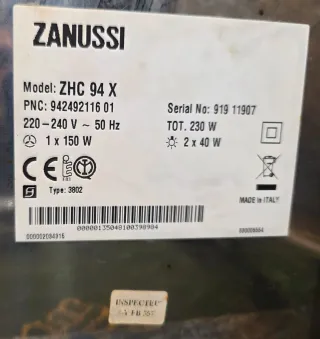 ZANUSSI
Model: ZHC 94 X
PNC: 942492116 01
Serial No: 919 11907
220-240 V ~ 50 Hz
TOT. 230 W
1 x 150 W
2 x 40 W
CE
Type: 3802
MADE IN ITALY
INSPECTED